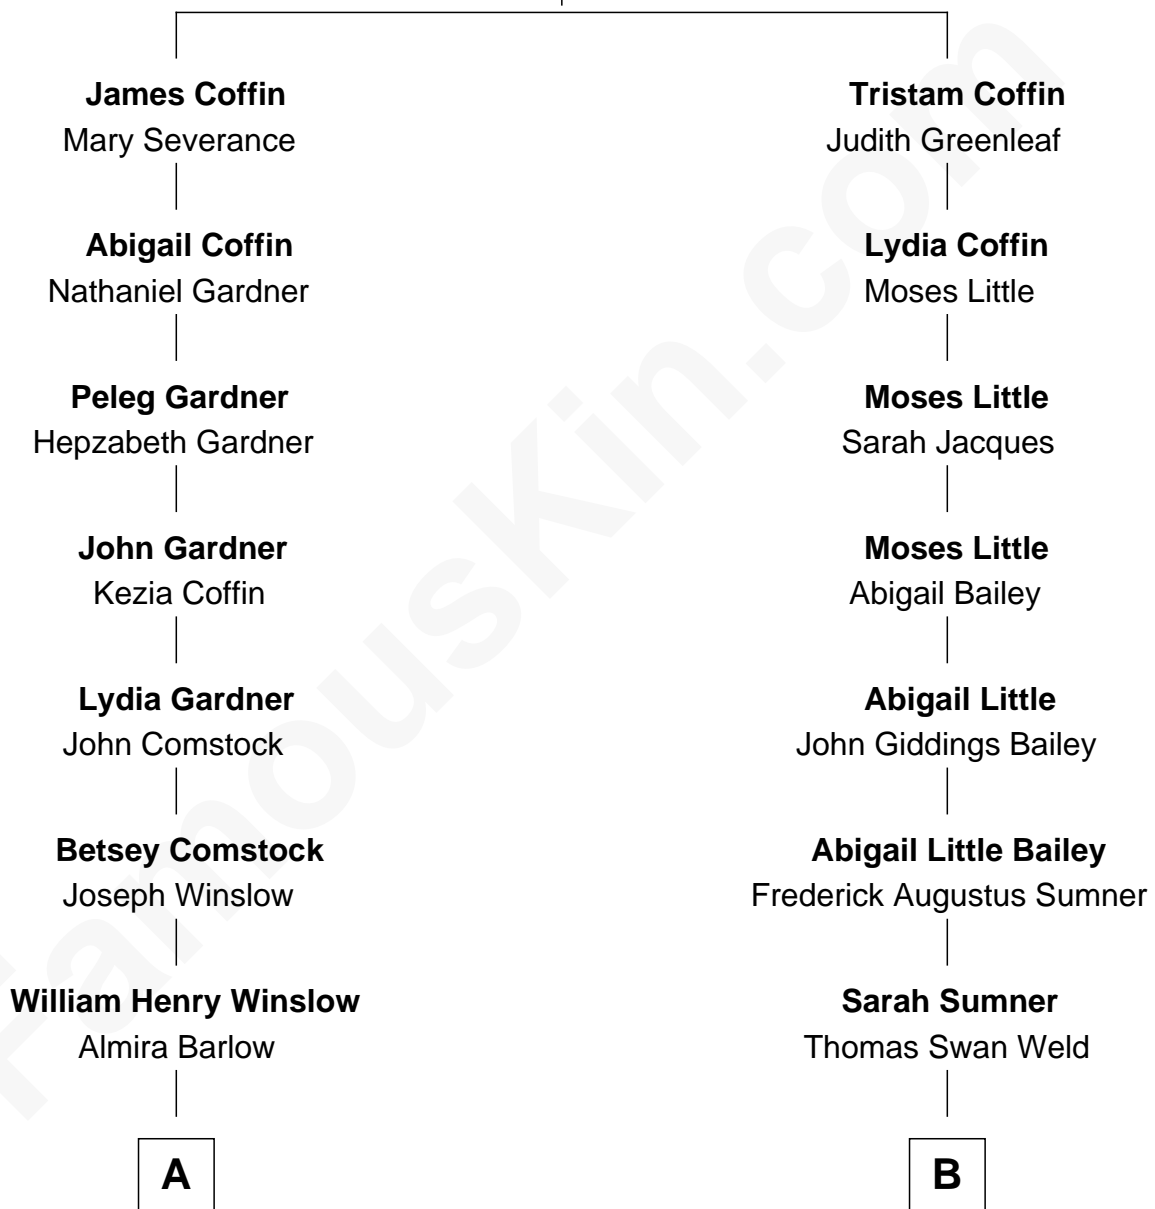 James Coffin
Mary Severance
Abigail Coffin
Nathaniel Gardner
Peleg Gardner
Hepzabeth Gardner
John Gardner
Kezia Coffin
Lydia Gardner
John Comstock
Betsey Comstock
Joseph Winslow
William Henry Winslow
Almira Barlow
A
Tristam Coffin
Judith Greenleaf
Lydia Coffin
Moses Little
Moses Little
Sarah Jacques
Moses Little
Abigail Bailey
Abigail Little
John Giddings Bailey
Abigail Little Bailey
Frederick Augustus Sumner
Sarah Sumner
Thomas Swan Weld
B
FamousKin.com